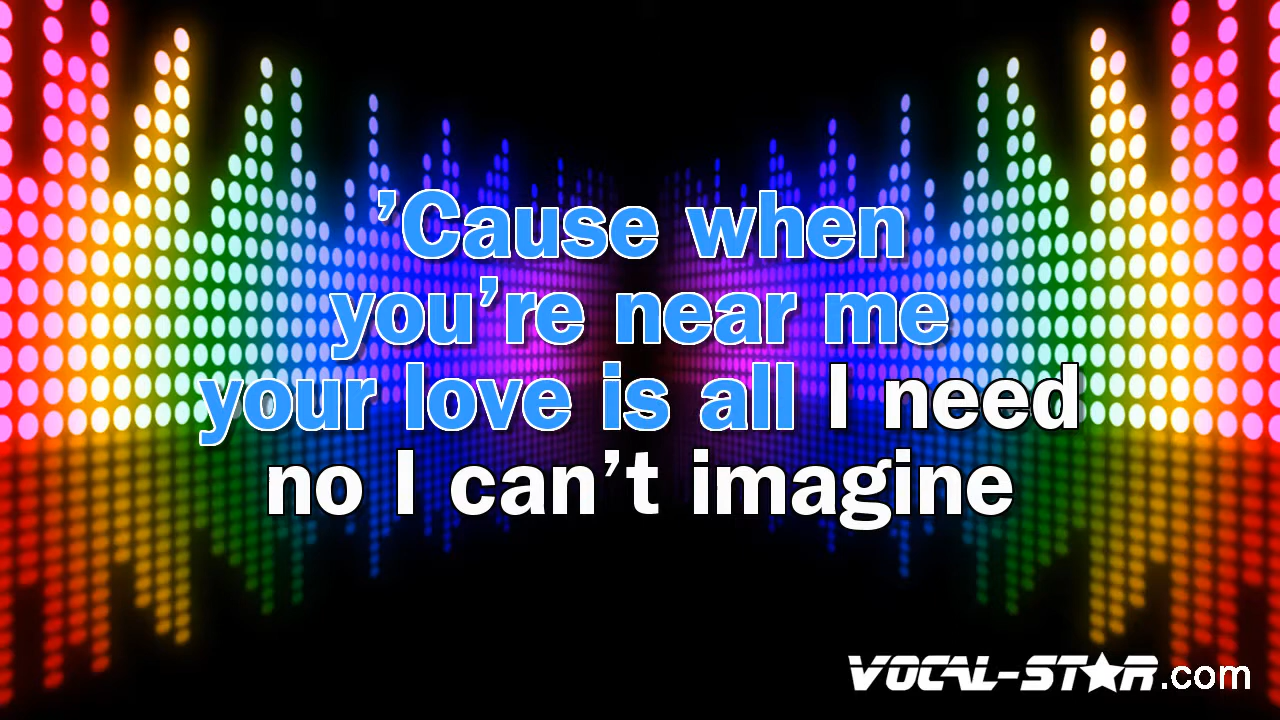 ’Cause when
you’re near me
your love is all I need
no I can’t imagine
VOCAL-STAR.com